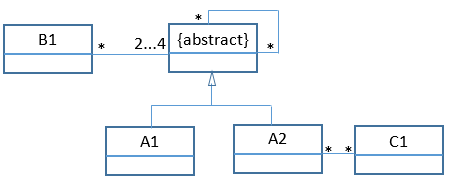 *
B1 * 2...4 {abstract} *
A1 A2 * * C1